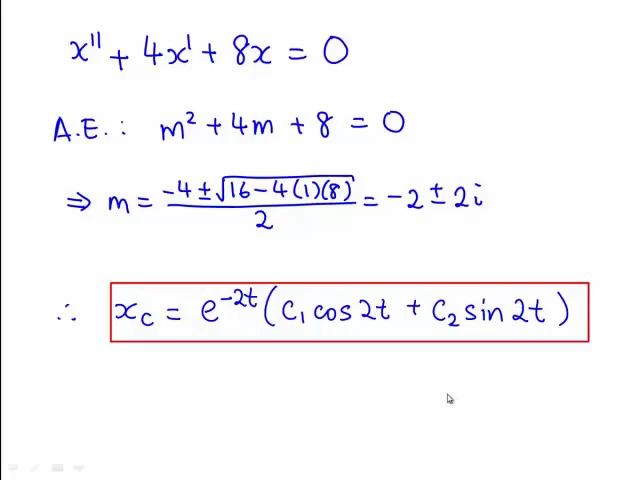 x'' + 4x' + 8x = 0
A.E.: m² + 4m + 8 = 0
⇒ m = (-4 ± √(16 - 4(1)(8))) / 2 = -2 ± 2i
∴ x_c = e^(-2t) (c₁ cos 2t + c₂ sin 2t)